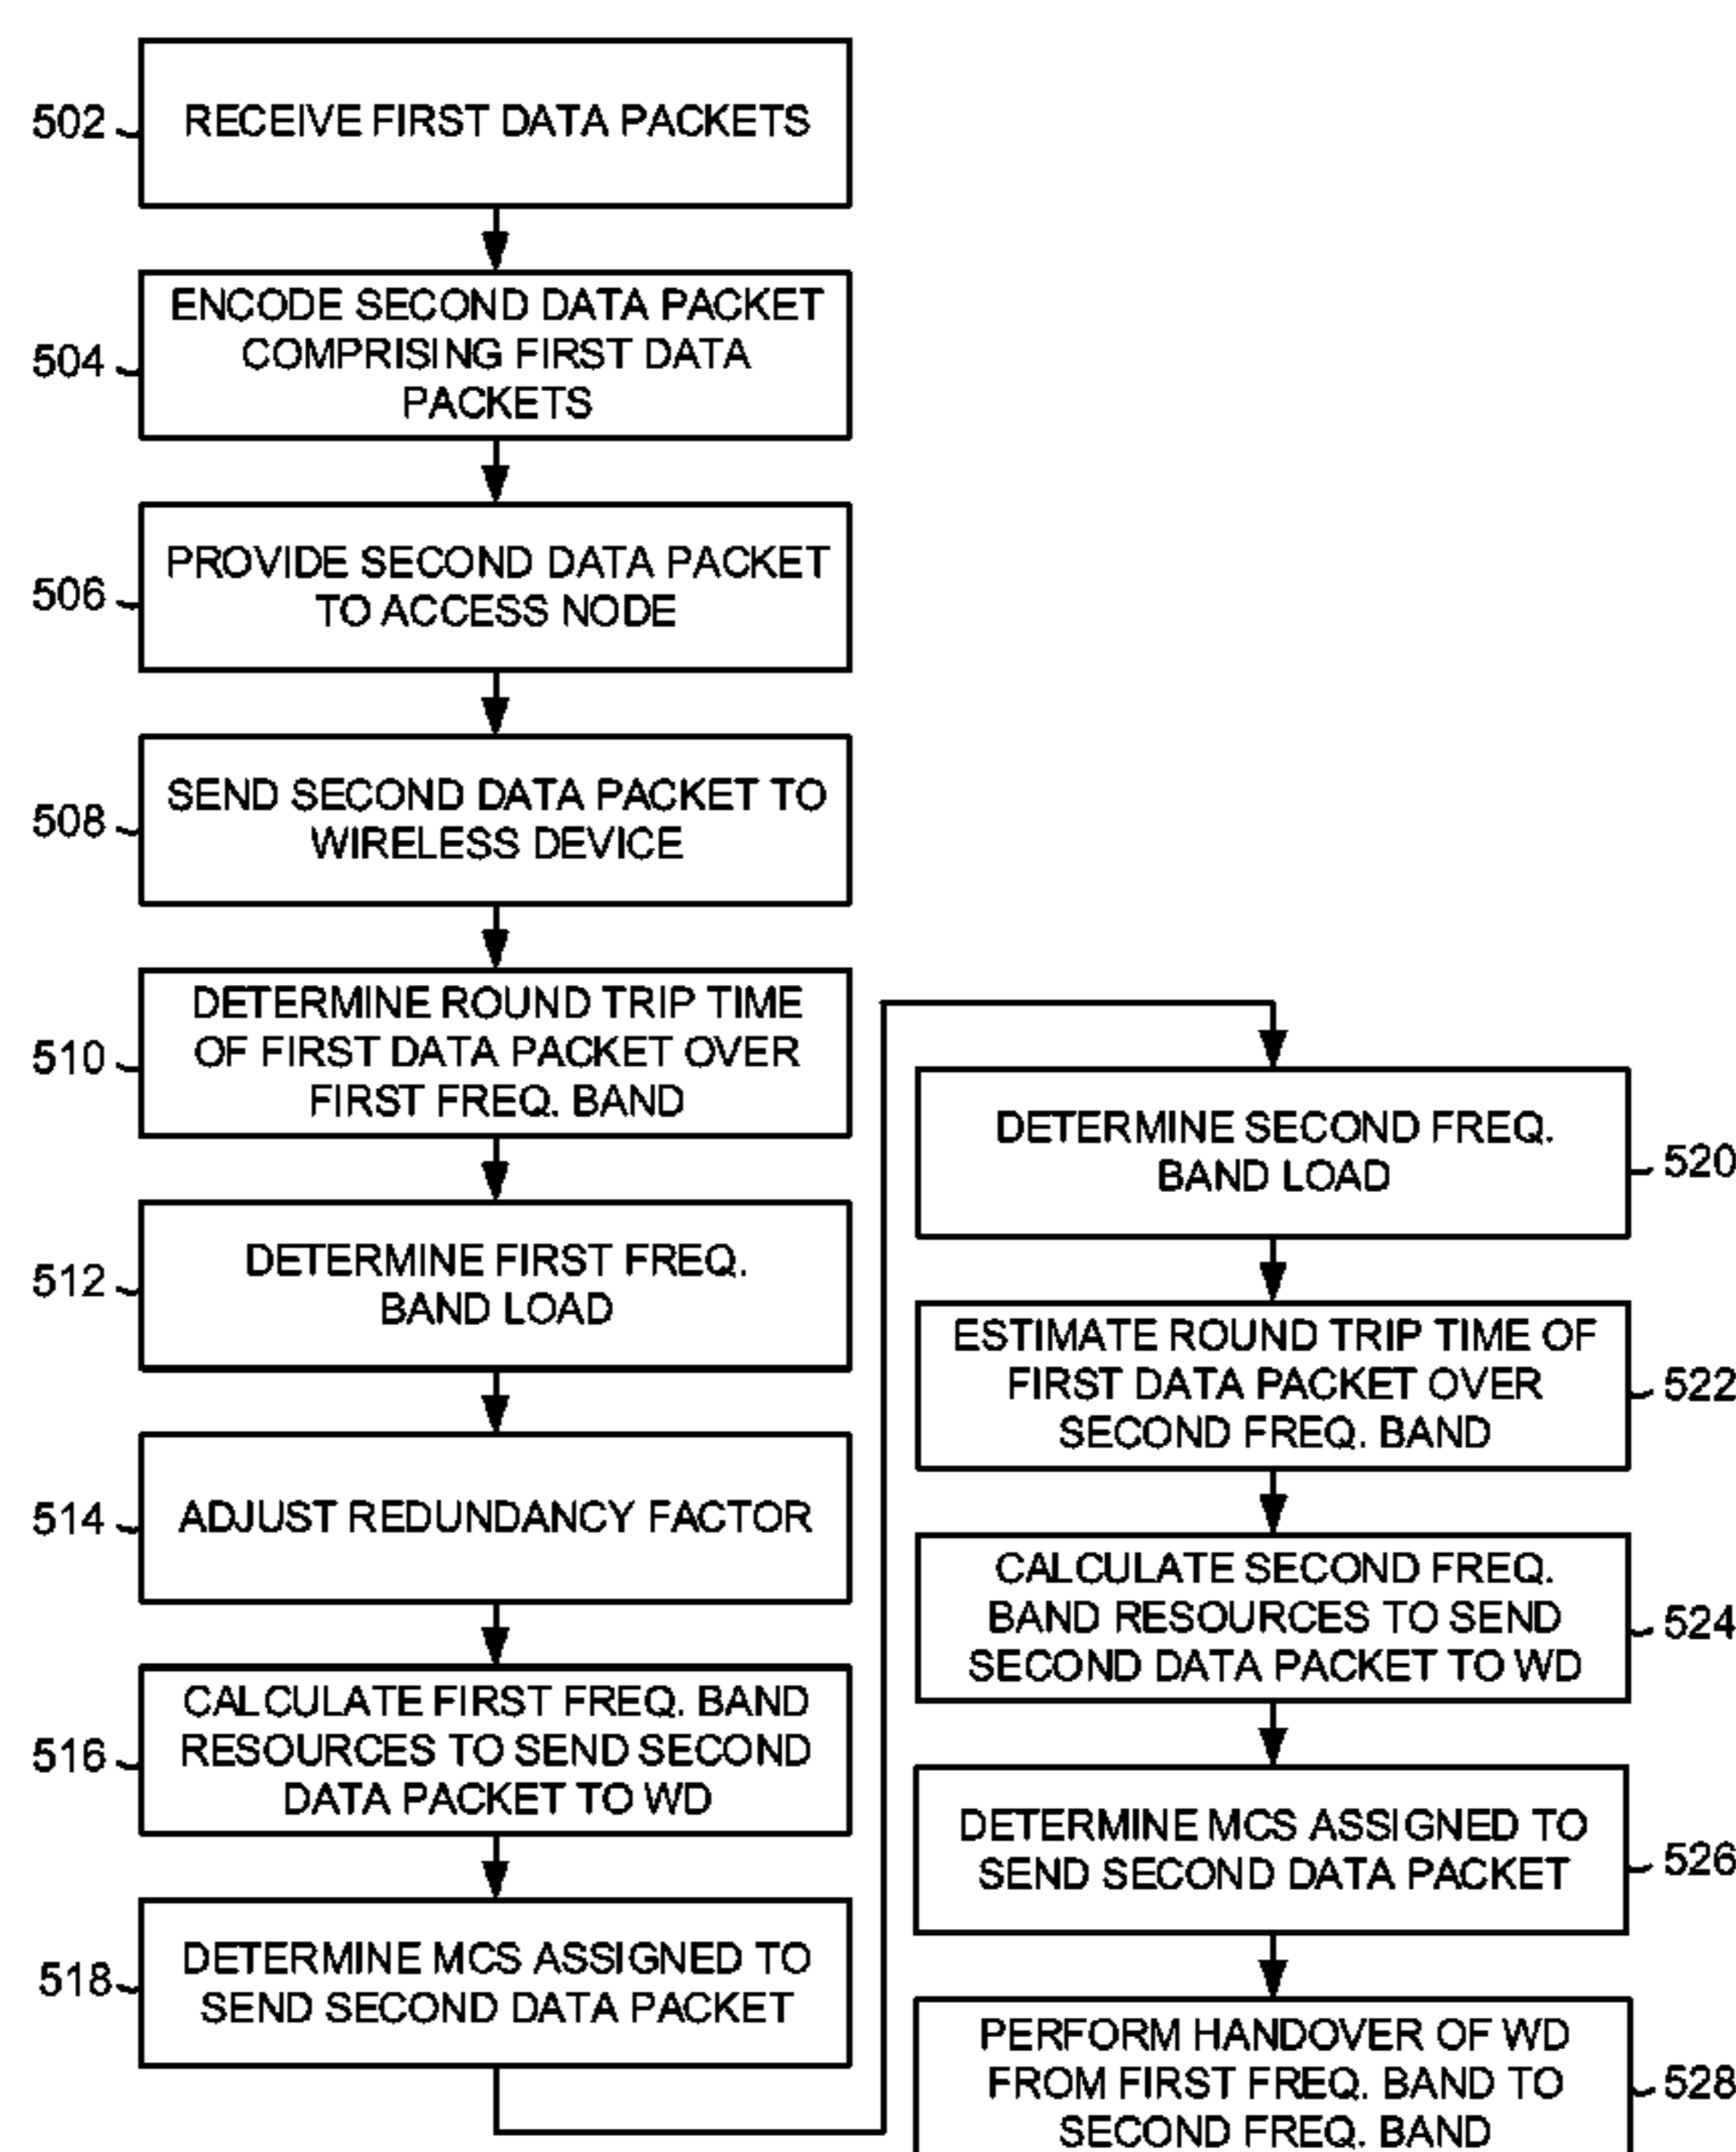 502
RECEIVE FIRST DATA PACKETS
504
ENCODE SECOND DATA PACKET
COMPRISING FIRST DATA
PACKETS
506
PROVIDE SECOND DATA PACKET
TO ACCESS NODE
508
SEND SECOND DATA PACKET TO
WIRELESS DEVICE
510
DETERMINE ROUND TRIP TIME
OF FIRST DATA PACKET OVER
FIRST FREQ. BAND
512
DETERMINE FIRST FREQ.
BAND LOAD
514
ADJUST REDUNDANCY FACTOR
516
CALCULATE FIRST FREQ. BAND
RESOURCES TO SEND SECOND
DATA PACKET TO WD
518
DETERMINE MCS ASSIGNED TO
SEND SECOND DATA PACKET
DETERMINE SECOND FREQ.
BAND LOAD
520
ESTIMATE ROUND TRIP TIME OF
FIRST DATA PACKET OVER
SECOND FREQ. BAND
522
CALCULATE SECOND FREQ.
BAND RESOURCES TO SEND
SECOND DATA PACKET TO WD
524
DETERMINE MCS ASSIGNED TO
SEND SECOND DATA PACKET
526
PERFORM HANDOVER OF WD
FROM FIRST FREQ. BAND TO
SECOND FREQ. BAND
528